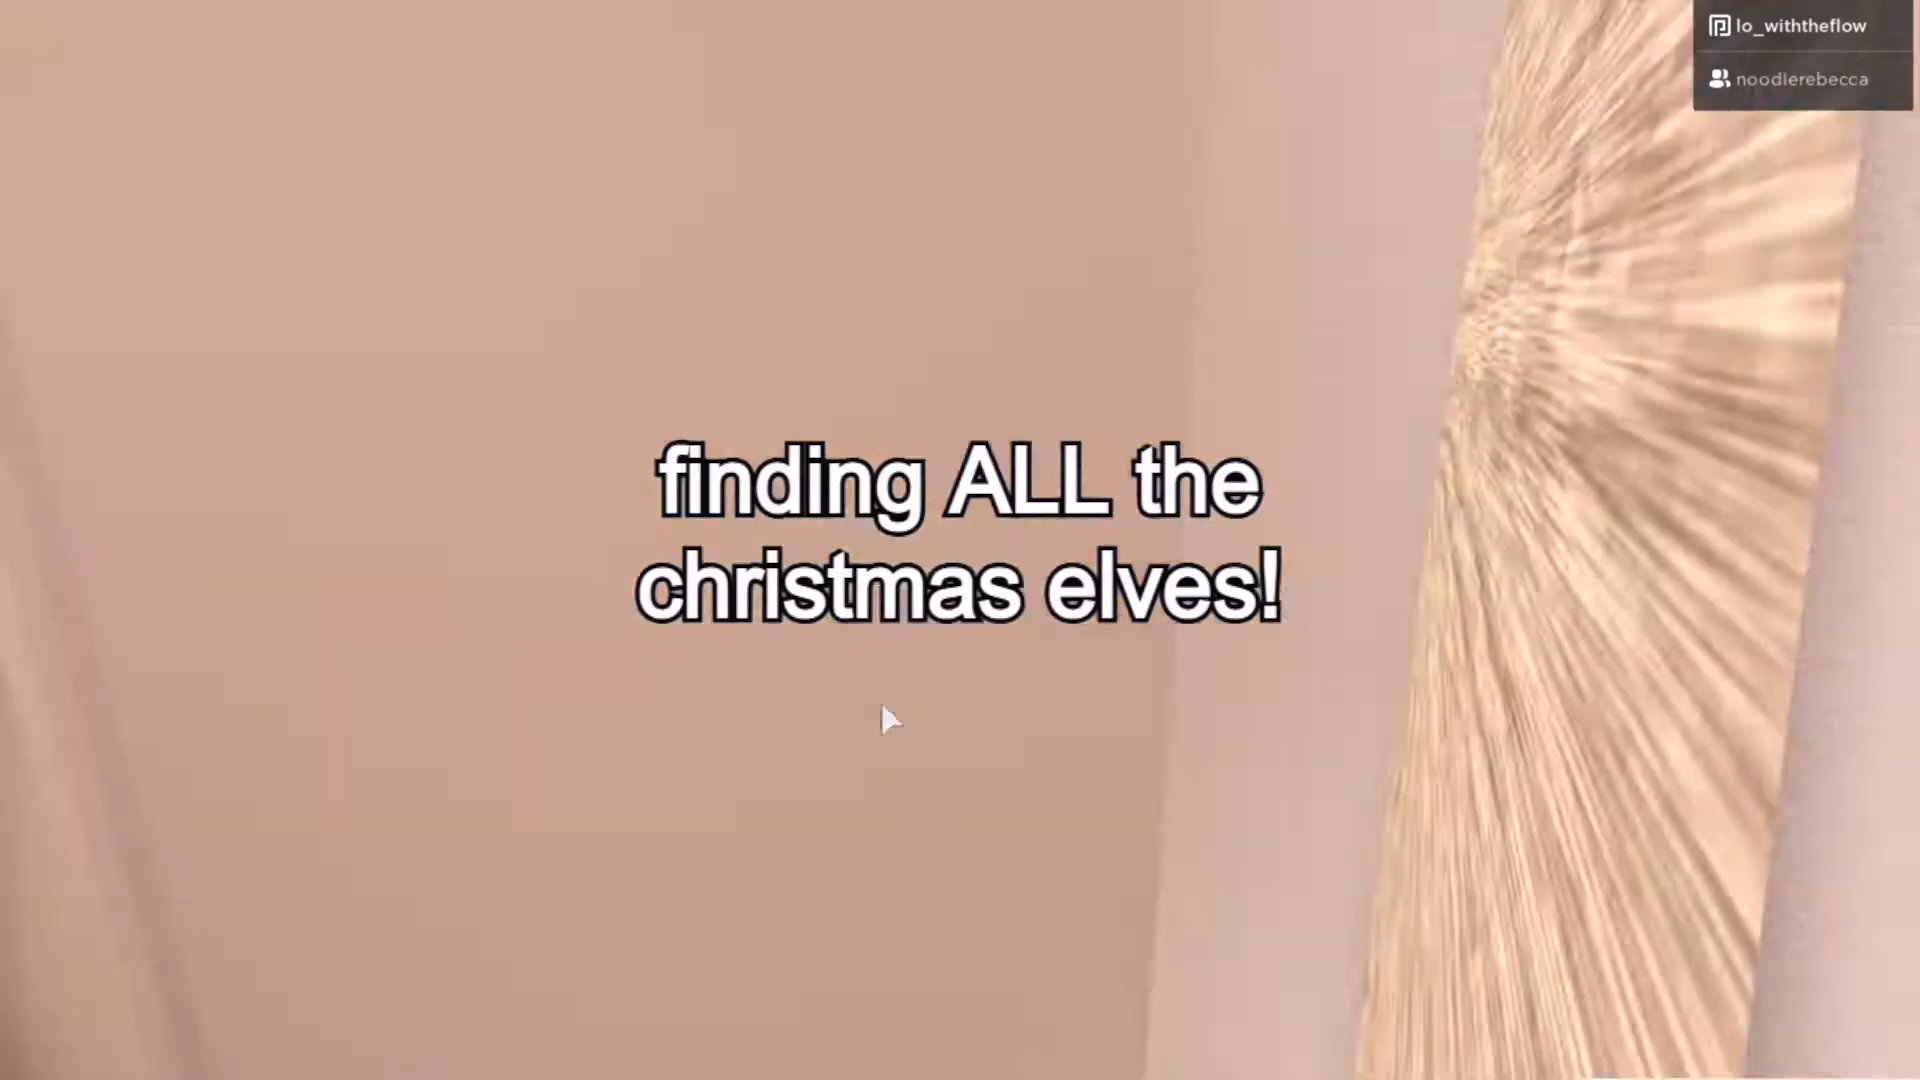 lo_withtheflow
noodlerebecca
finding ALL the
christmas elves!